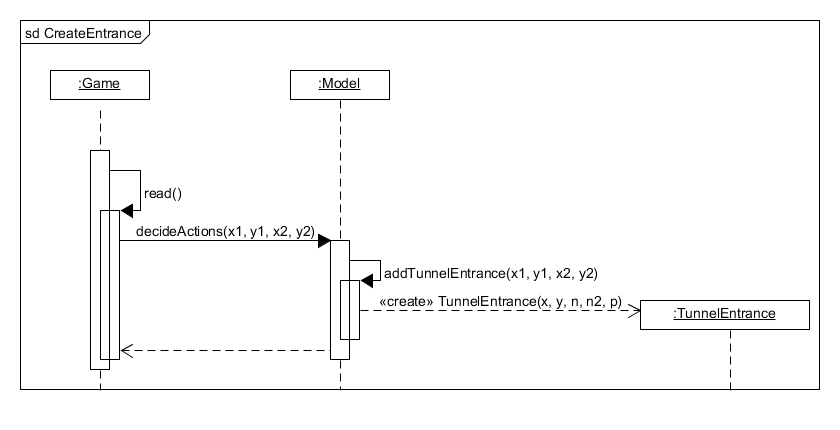 sd CreateEntrance
:Game
:Model
read()
decideActions(x1, y1, x2, y2)
addTunnelEntrance(x1, y1, x2, y2)
«create» TunnelEntrance(x, y, n, n2, p)
:TunnelEntrance